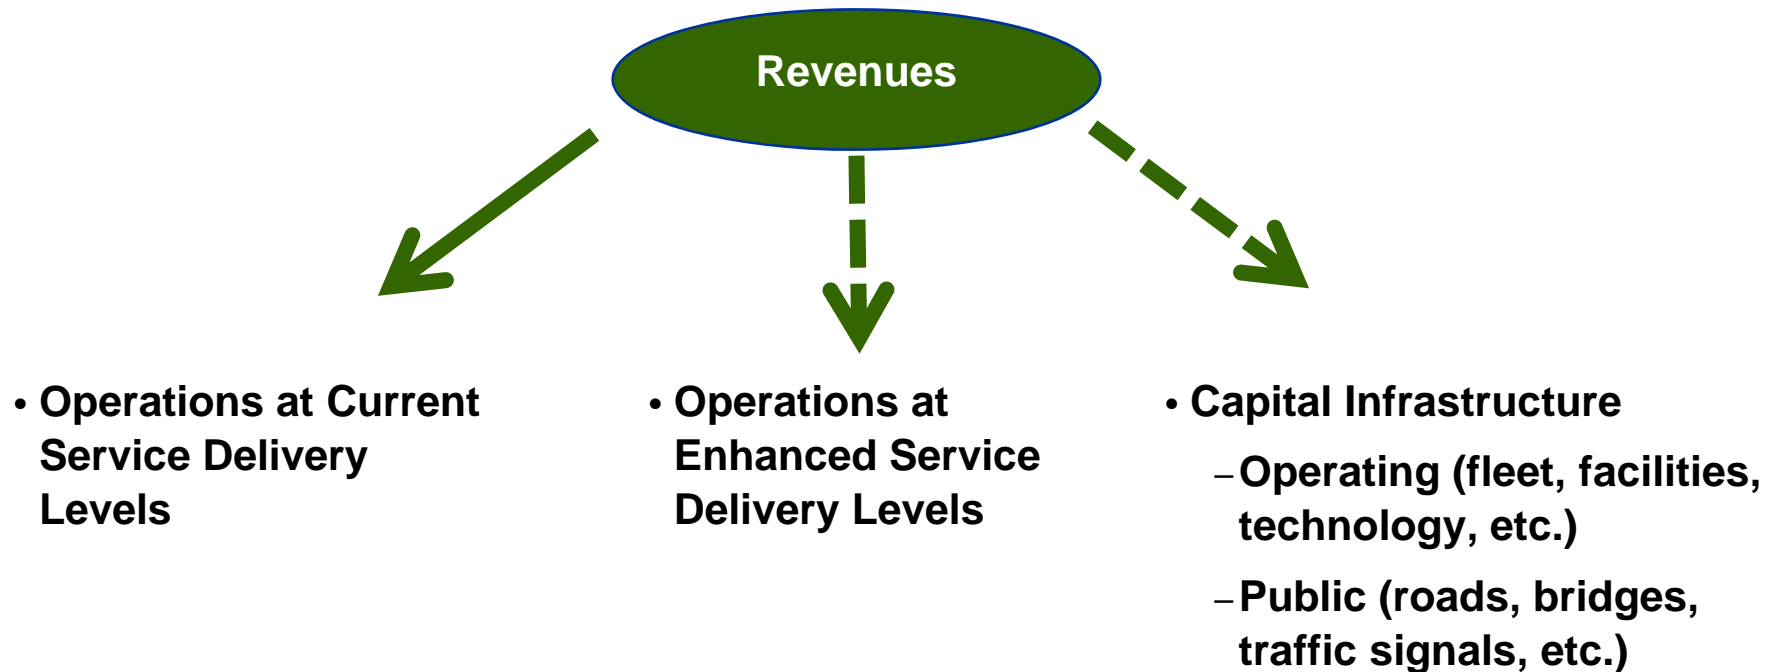 Revenues
• Operations at Current
Service Delivery
Levels
• Operations at
Enhanced Service
Delivery Levels
• Capital Infrastructure
–Operating (fleet, facilities,
technology, etc.)
–Public (roads, bridges,
traffic signals, etc.)